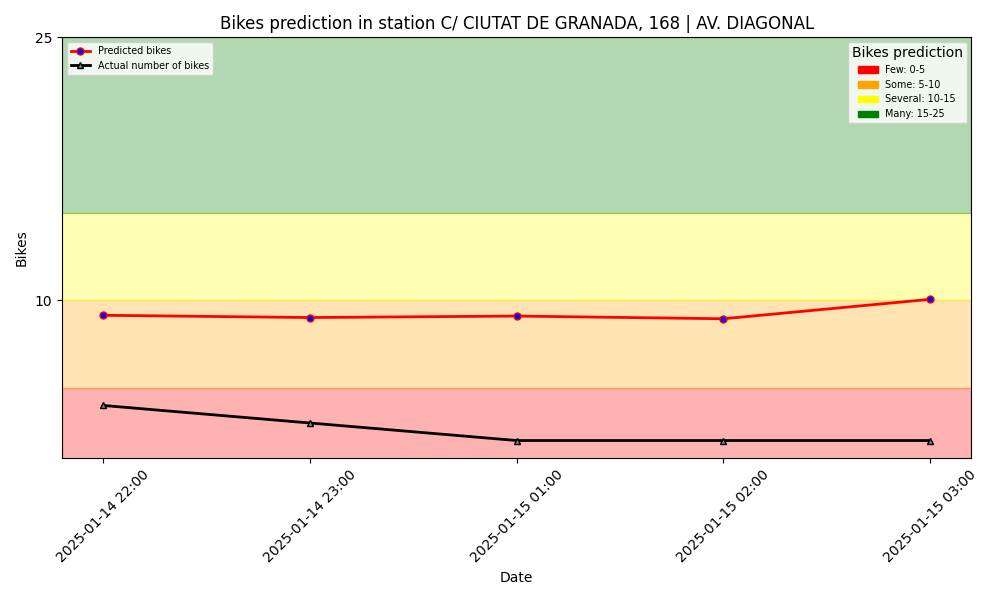 Bikes prediction in station C/ CIUTAT DE GRANADA, 168 | AV. DIAGONAL
25
Predicted bikes
Actual number of bikes
Bikes prediction
Few: 0-5
Some: 5-10
Several: 10-15
Many: 15-25
Bikes
10
2025-01-14 22:00
2025-01-14 23:00
2025-01-15 01:00
2025-01-15 02:00
2025-01-15 03:00
Date